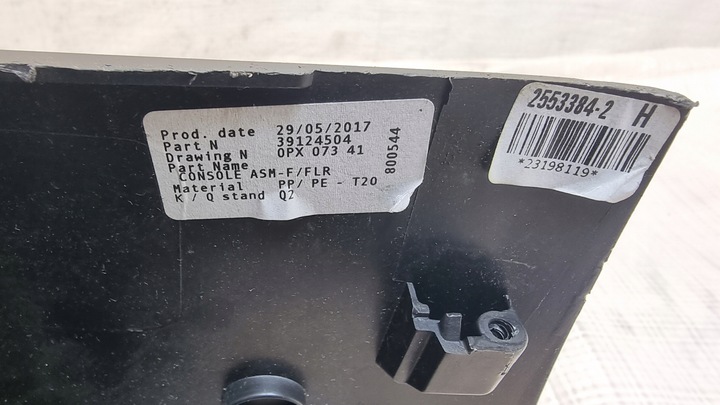 Prod. date 29/05/2017
Part N 39124504
Drawing N 0PX 073 41
Part Name
CONSOLE ASM-F/FLR
Material PP/ PE - T20
K / Q stand Q2
800544
2553384-2 H
*23198119*